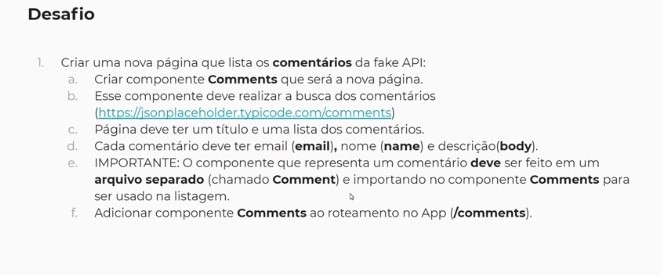 Desafio
1. Criar uma nova página que lista os comentários da fake API:
a. Criar componente Comments que será a nova página.
b. Esse componente deve realizar a busca dos comentários
(https://jsonplaceholder.typicode.com/comments)
c. Página deve ter um título e uma lista dos comentários.
d. Cada comentário deve ter email (email), nome (name) e descrição(body).
e. IMPORTANTE: O componente que representa um comentário deve ser feito em um
arquivo separado (chamado Comment) e importando no componente Comments para
ser usado na listagem.
f. Adicionar componente Comments ao roteamento no App (/comments).